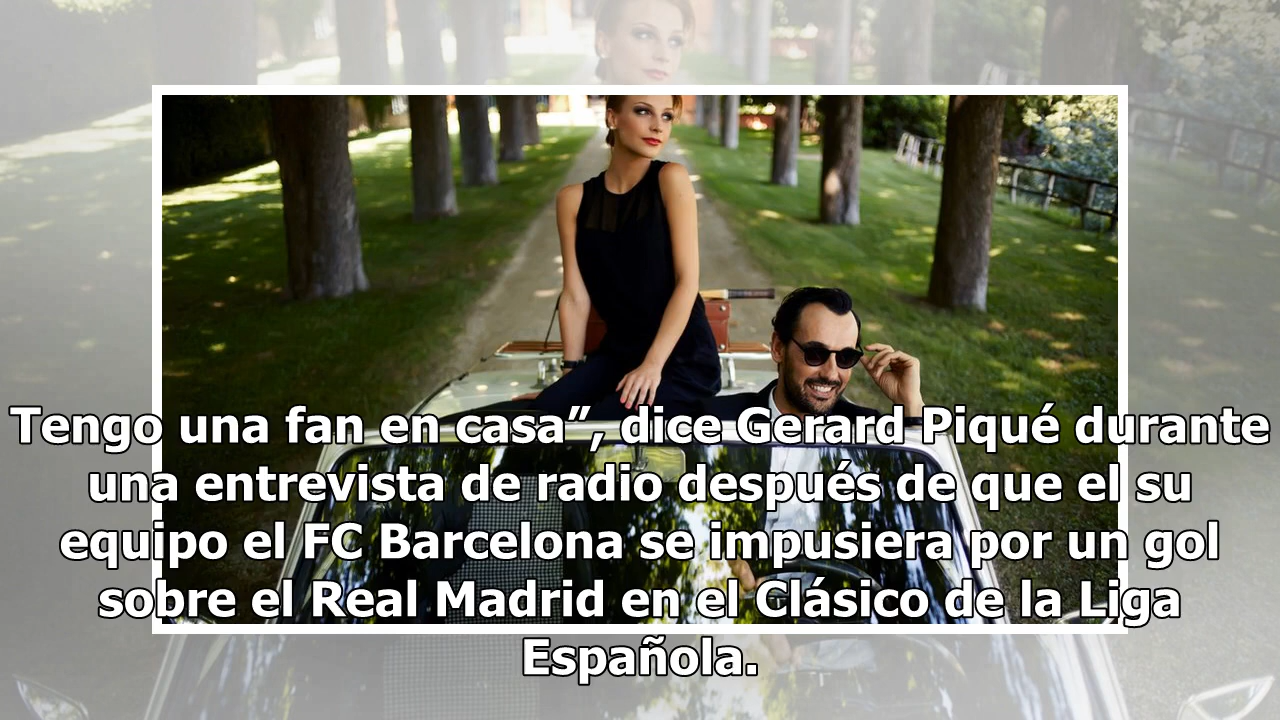 Tengo una fan en casa”, dice Gerard Piqué durante
una entrevista de radio después de que el su
equipo el FC Barcelona se impusiera por un gol
sobre el Real Madrid en el Clásico de la Liga
Española.